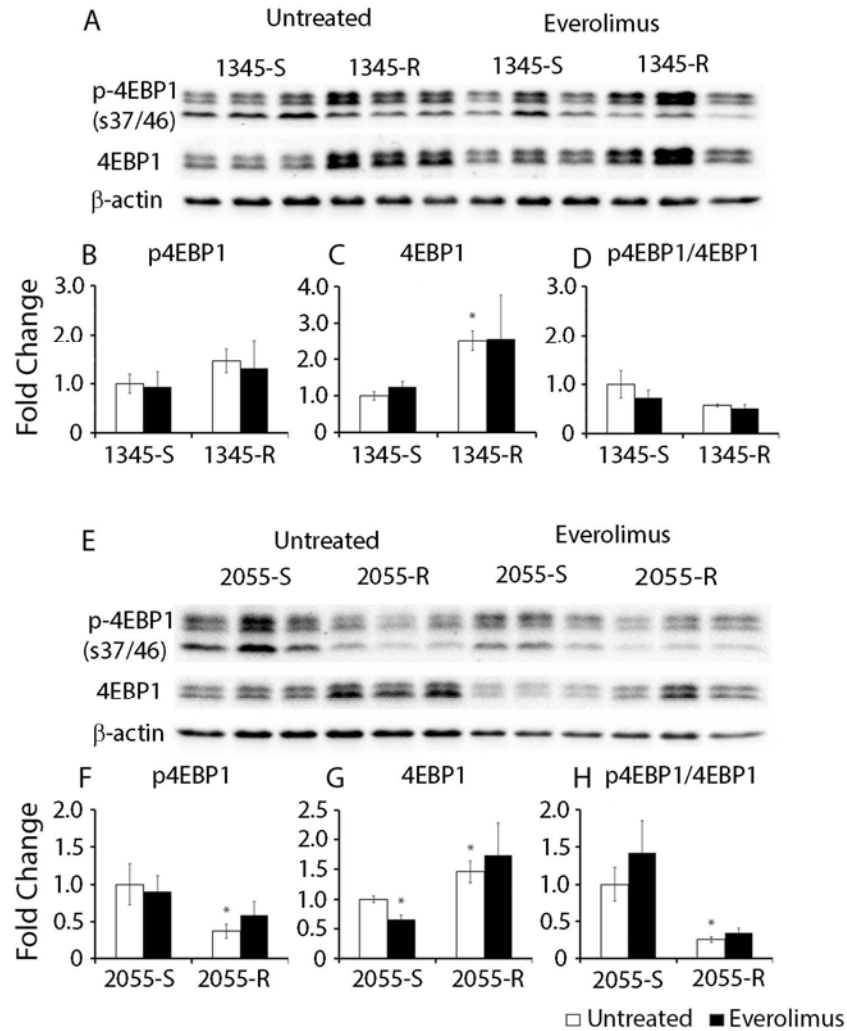 A
Untreated
Everolimus
1345-S 1345-R 1345-S 1345-R
p-4EBP1
(s37/46)
4EBP1
β-actin
B p4EBP1
C 4EBP1
D p4EBP1/4EBP1
Fold Change
3.0
2.0
1.0
0
1345-S 1345-R
4.0
3.0
2.0
1.0
0
*
1345-S 1345-R
3.0
2.0
1.0
0
1345-S 1345-R
E
Untreated
Everolimus
2055-S 2055-R 2055-S 2055-R
p-4EBP1
(s37/46)
4EBP1
β-actin
F p4EBP1
G 4EBP1
H p4EBP1/4EBP1
Fold Change
2.0
1.5
1.0
0.5
0
*
2055-S 2055-R
2.5
2.0
1.5
1.0
0.5
0
* *
2055-S 2055-R
2.0
1.5
1.0
0.5
0
*
2055-S 2055-R
Untreated Everolimus